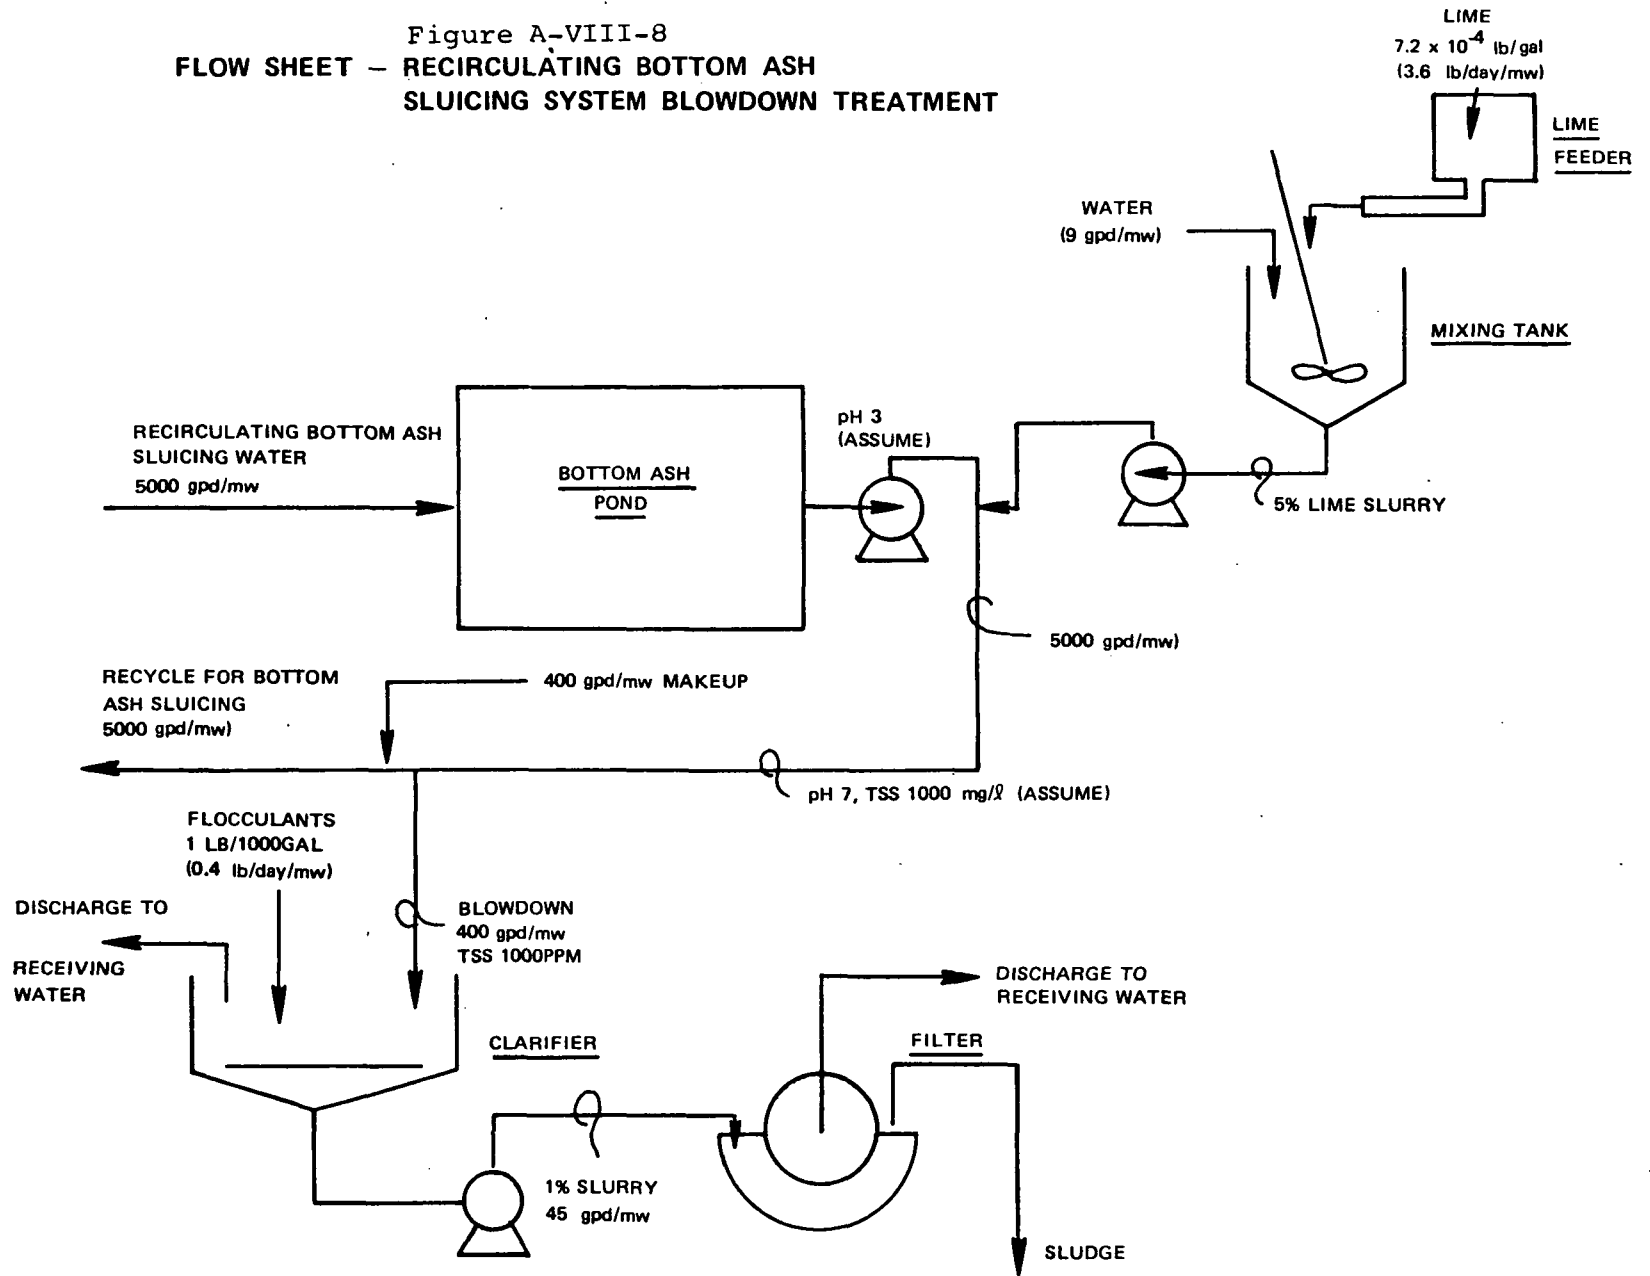 Figure A-VIII-8
FLOW SHEET – RECIRCULATING BOTTOM ASH
SLUICING SYSTEM BLOWDOWN TREATMENT
LIME
7.2 x 10⁻⁴ lb/gal
(3.6 lb/day/mw)
LIME
FEEDER
WATER
(9 gpd/mw)
MIXING TANK
5% LIME SLURRY
pH 3
(ASSUME)
RECIRCULATING BOTTOM ASH
SLUICING WATER
5000 gpd/mw
BOTTOM ASH
POND
5000 gpd/mw)
RECYCLE FOR BOTTOM
ASH SLUICING
5000 gpd/mw)
400 gpd/mw MAKEUP
pH 7, TSS 1000 mg/ℓ (ASSUME)
FLOCCULANTS
1 LB/1000GAL
(0.4 lb/day/mw)
DISCHARGE TO
RECEIVING
WATER
BLOWDOWN
400 gpd/mw
TSS 1000PPM
CLARIFIER
DISCHARGE TO
RECEIVING WATER
FILTER
1% SLURRY
45 gpd/mw
SLUDGE